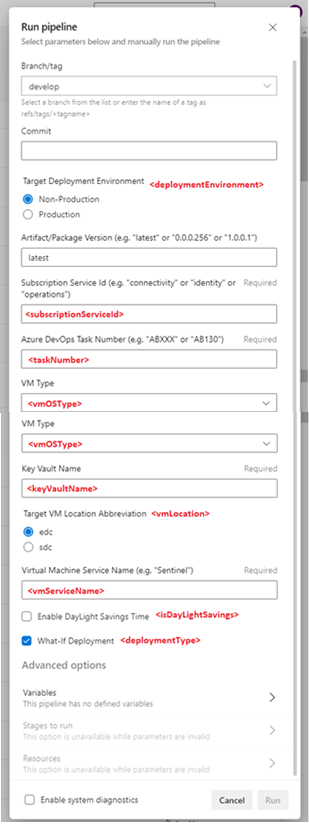 Run pipeline
Select parameters below and manually run the pipeline
Branch/tag
develop
Select a branch from the list or enter the name of a tag as
refs/tags/<tagname>
Commit
Target Deployment Environment <deploymentEnvironment>
Non-Production
Production
Artifact/Package Version (e.g. "latest" or "0.0.0.256" or "1.0.0.1")
latest
Subscription Service Id (e.g. "connectivity" or "identity" or Required
"operations")
<subscriptionServiceId>
Azure DevOps Task Number (e.g. "ABXXX" or "AB130") Required
<taskNumber>
VM Type
<vmOSType>
VM Type
<vmOSType>
Key Vault Name Required
<keyVaultName>
Target VM Location Abbreviation <vmLocation>
edc
sdc
Virtual Machine Service Name (e.g. "Sentinel") Required
<vmServiceName>
Enable DayLight Savings Time <isDayLightSavings>
What-If Deployment <deploymentType>
Advanced options
Variables
This pipeline has no defined variables
Stages to run
This option is unavailable while parameters are invalid
Resources
This option is unavailable while parameters are invalid
Enable system diagnostics Cancel Run